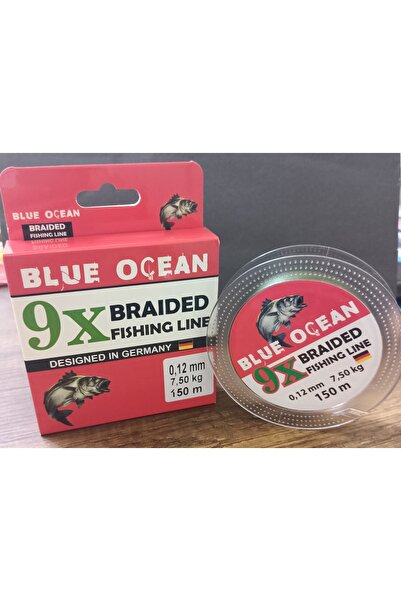 BLUE OCEAN
BRAIDED
FISHING LINE
BLUE OCEAN
9X BRAIDED
FISHING LINE
DESIGNED IN GERMANY
0,12 mm
7,50 kg
150 m
BLUE OCEAN
9X BRAIDED
FISHING LINE
0,12 mm 7,50 kg
150 m